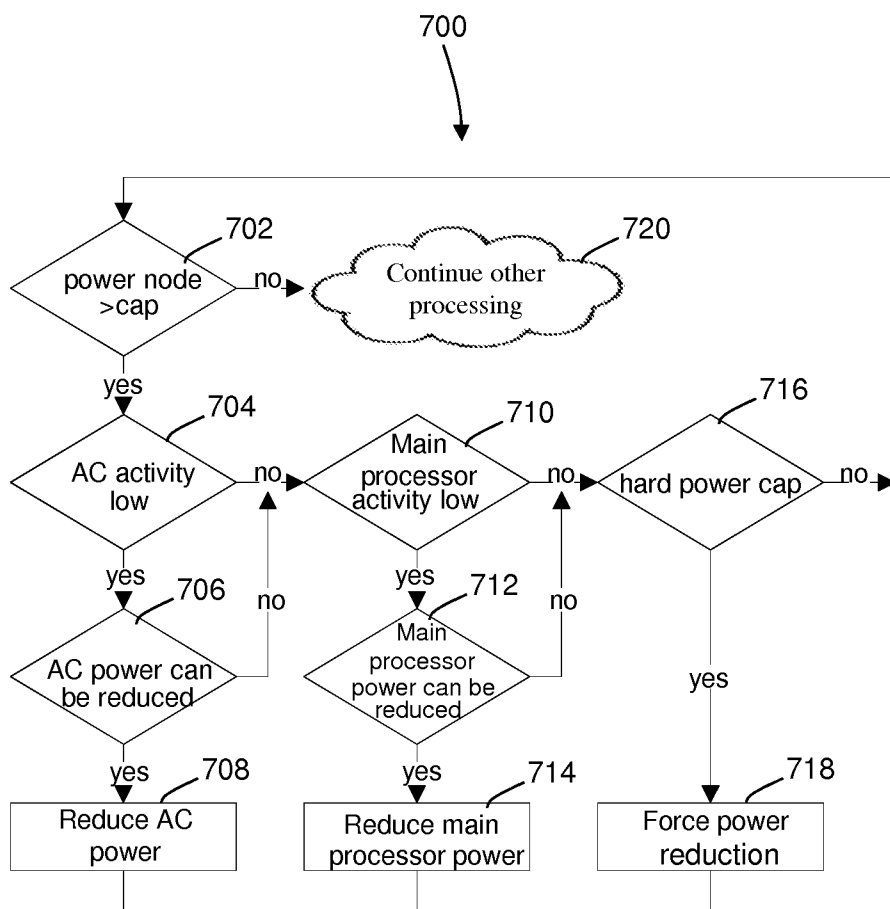 700
702
power node
>cap
no
720
Continue other
processing
yes
704
AC activity
low
no
710
Main
processor
activity low
no
716
hard power cap
no
yes
706
AC power can
be reduced
no
yes
712
Main
processor
power can be
reduced
no
yes
yes
708
Reduce AC
power
yes
714
Reduce main
processor power
718
Force power
reduction